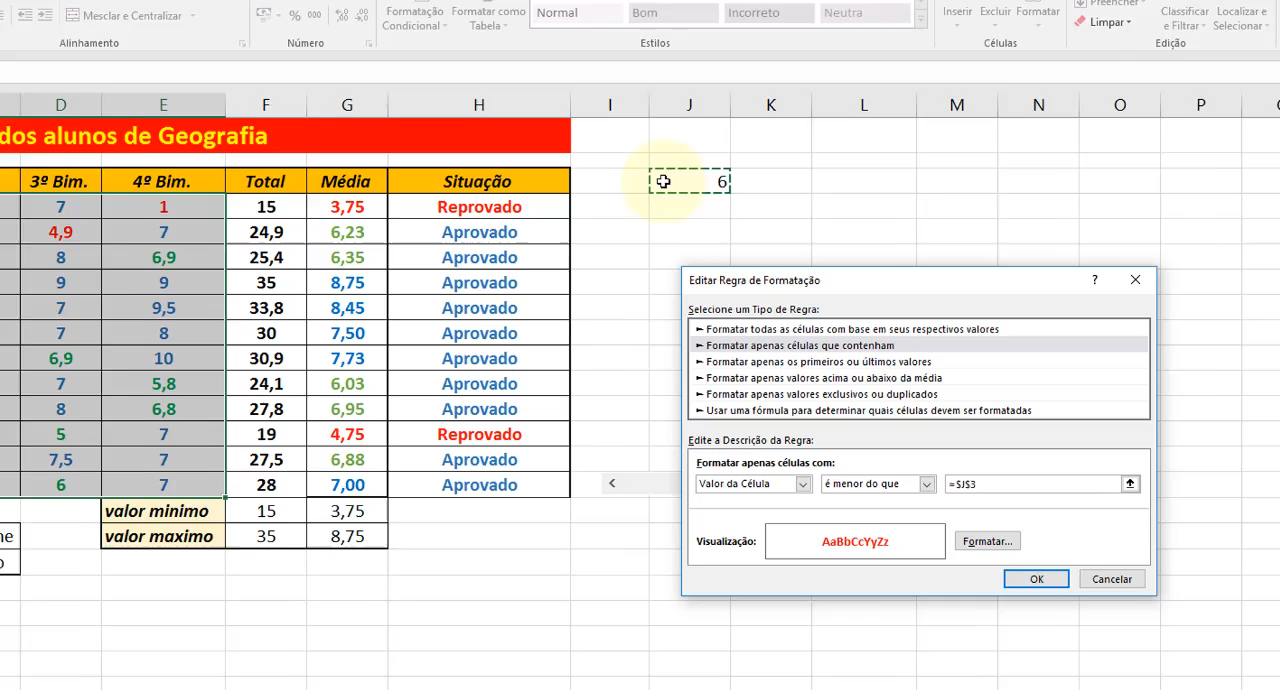 Mesclar e Centralizar
% 000
Formatação Condicional
Formatar como Tabela
Normal
Bom
Incorreto
Neutra
Inserir
Excluir
Formatar
Preencher
Limpar
Classificar e Filtrar
Localizar e Selecionar
Alinhamento
Número
Estilos
Células
Edição
D E F G H I J K L M N O P
dos alunos de Geografia
3º Bim. 4º Bim. Total Média Situação
6
7 1 15 3,75 Reprovado
4,9 7 24,9 6,23 Aprovado
8 6,9 25,4 6,35 Aprovado
9 9 35 8,75 Aprovado
7 9,5 33,8 8,45 Aprovado
7 8 30 7,50 Aprovado
6,9 10 30,9 7,73 Aprovado
7 5,8 24,1 6,03 Aprovado
8 6,8 27,8 6,95 Aprovado
5 7 19 4,75 Reprovado
7,5 7 27,5 6,88 Aprovado
6 7 28 7,00 Aprovado
valor minimo 15 3,75
ne valor maximo 35 8,75
o
Editar Regra de Formatação ?
Selecione um Tipo de Regra:
► Formatar todas as células com base em seus respectivos valores
► Formatar apenas células que contenham
► Formatar apenas os primeiros ou últimos valores
► Formatar apenas valores acima ou abaixo da média
► Formatar apenas valores exclusivos ou duplicados
► Usar uma fórmula para determinar quais células devem ser formatadas
Edite a Descrição da Regra:
Formatar apenas células com:
Valor da Célula é menor do que =$J$3
Visualização: AaBbCcYyZz Formatar...
OK Cancelar